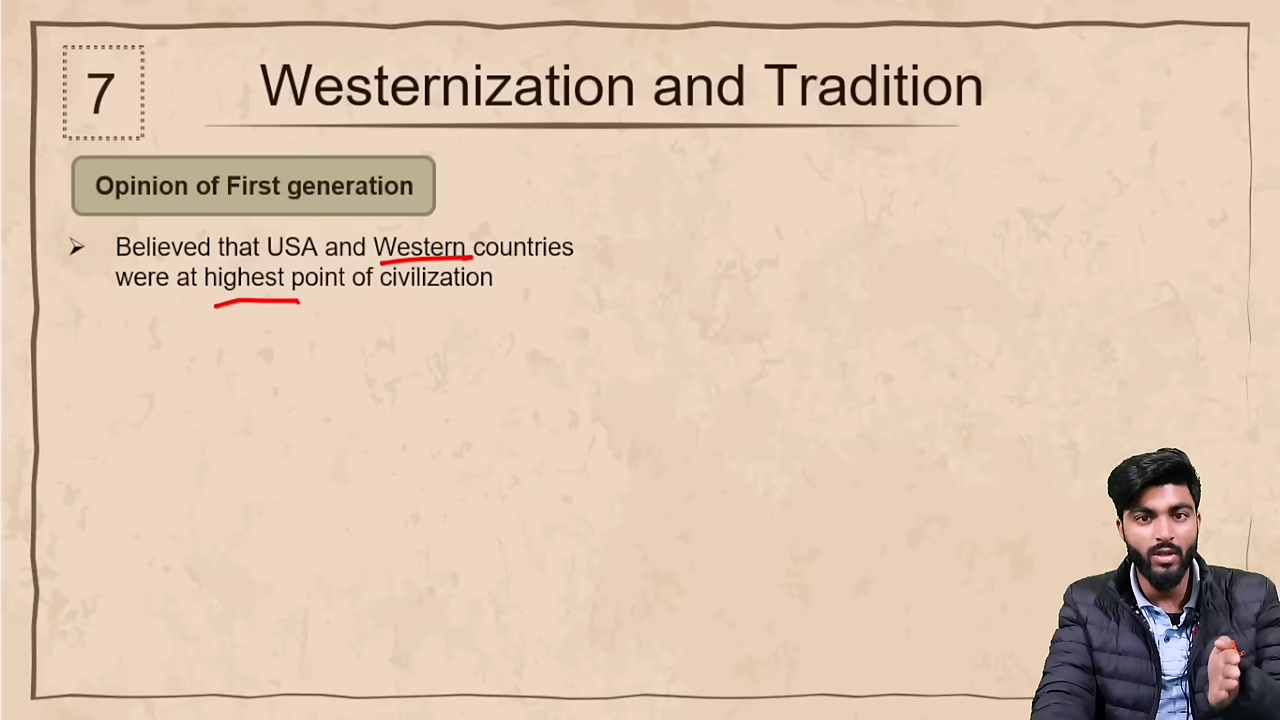 7
Westernization and Tradition
Opinion of First generation
Believed that USA and Western countries
were at highest point of civilization